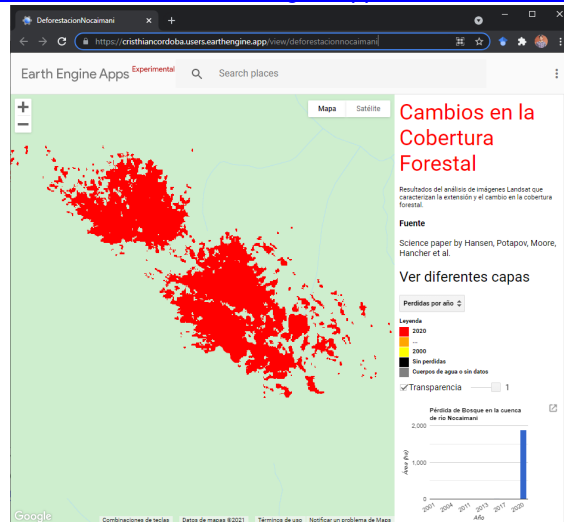 DeforestacionNocaimani
https://cristhiancordoba.users.earthengine.app/view/deforestacionnocaimani
Earth Engine Apps Experimental
Search places
Mapa Satélite
Cambios en la
Cobertura
Forestal
Resultados del análisis de imágenes Landsat que
caracterizan la extensión y el cambio en la cobertura
forestal.
Fuente
Science paper by Hansen, Potapov, Moore,
Hancher et al.
Ver diferentes capas
Perdidas por año
Leyenda
2020
...
2000
Sin perdidas
Cuerpos de agua o sin datos
Transparencia 1
Pérdida de Bosque en la cuenca
de río Nocaimani
2,000
1,000
0
Área (ha)
2001 2004 2011 2013 2017 2020
Año
Google
Combinaciones de teclas Datos de mapas ©2021 Términos de uso Notificar un problema de Maps